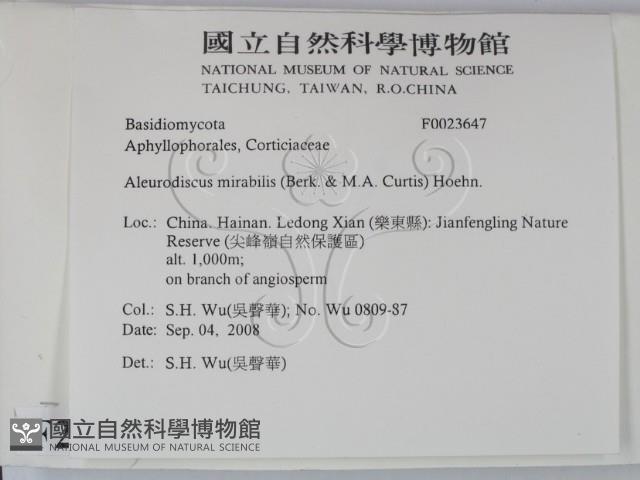 國立自然科學博物館
NATIONAL MUSEUM OF NATURAL SCIENCE
TAICHUNG, TAIWAN, R.O.CHINA
Basidiomycota F0023647
Aphyllophorales, Corticiaceae
Aleurodiscus mirabilis (Berk. & M.A. Curtis) Hoehn.
Loc.: China. Hainan. Ledong Xian (樂東縣): Jianfengling Nature
Reserve (尖峰嶺自然保護區)
alt. 1,000m;
on branch of angiosperm
Col.: S.H. Wu(吳聲華); No. Wu 0809-87
Date: Sep. 04, 2008
Det.: S.H. Wu(吳聲華)
2
國立自然科學博物館
NATIONAL MUSEUM OF NATURAL SCIENCE